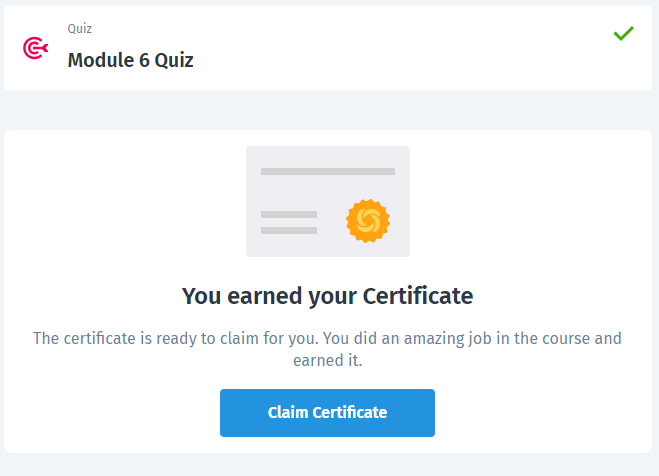 Quiz
Module 6 Quiz
You earned your Certificate
The certificate is ready to claim for you. You did an amazing job in the course and
earned it.
Claim Certificate